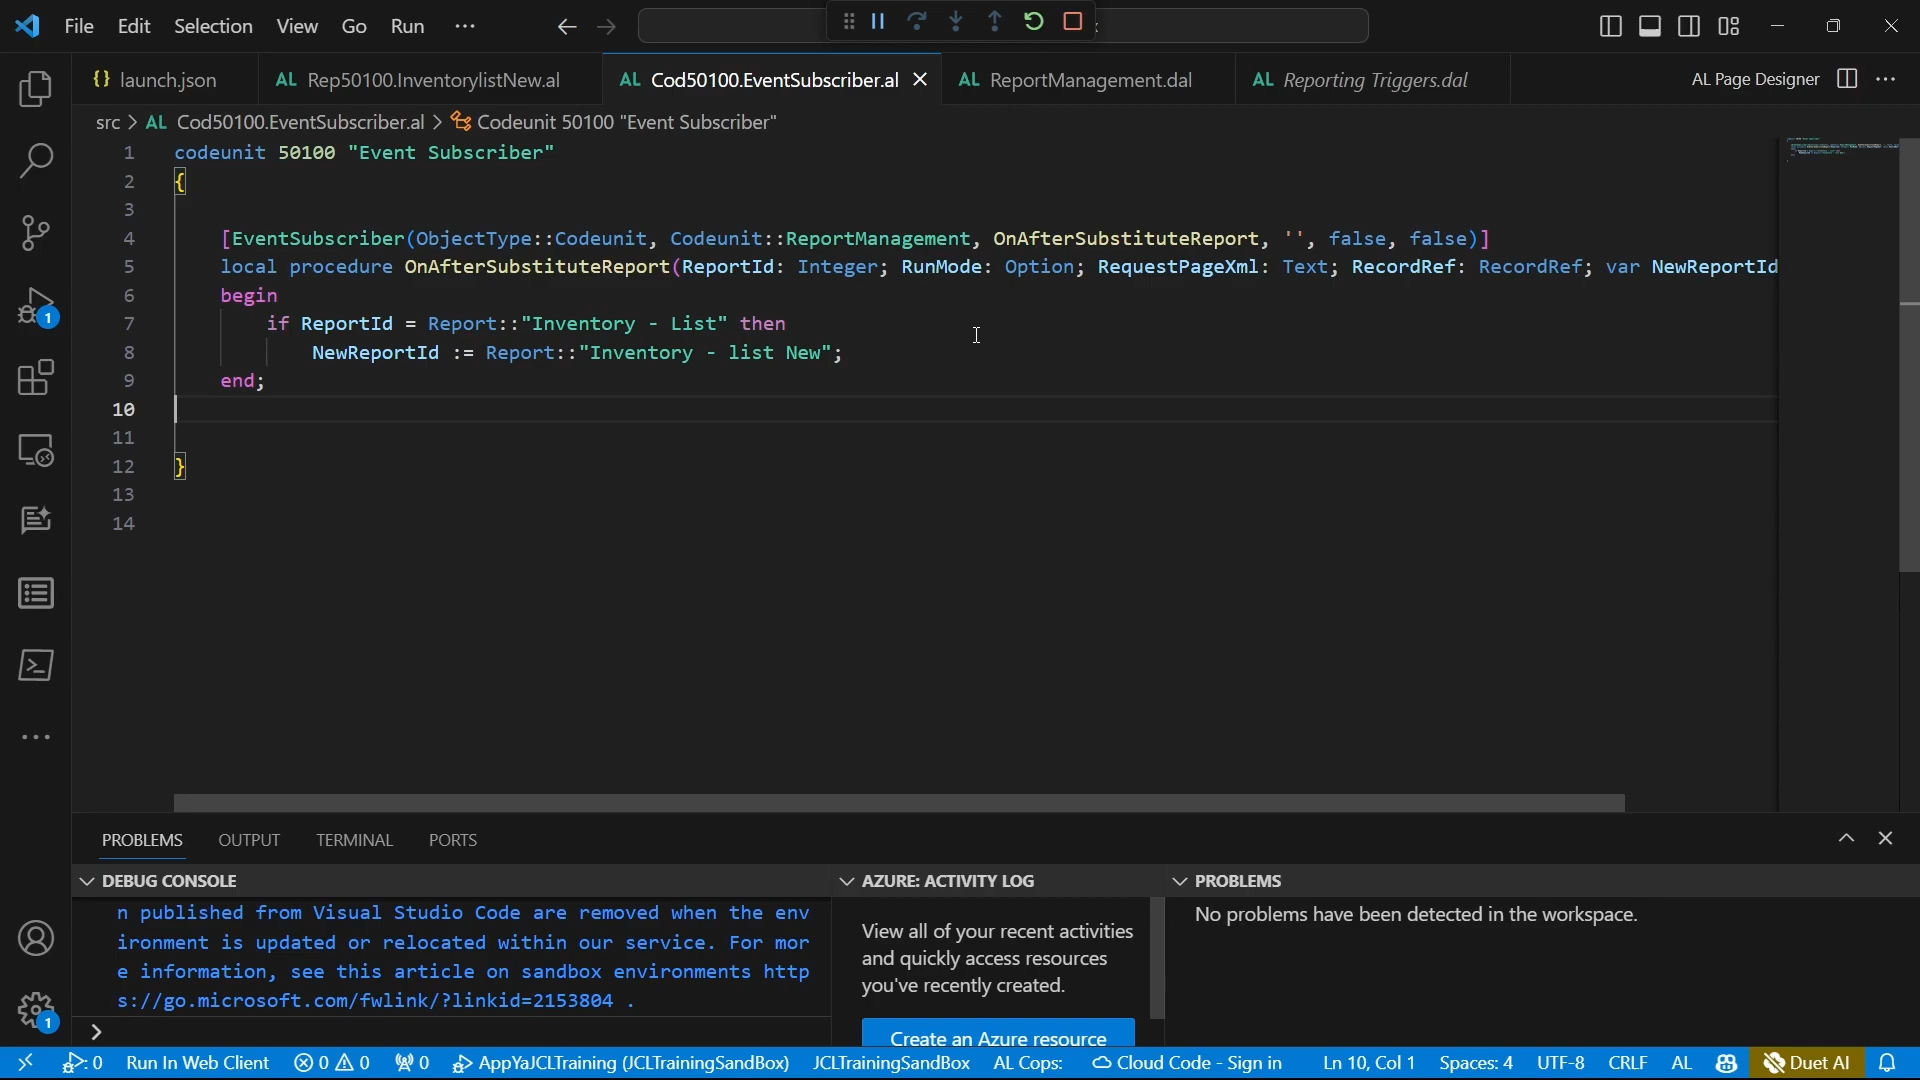 File Edit Selection View Go Run
{} launch.json AL Rep50100.InventorylistNew.al AL Cod50100.EventSubscriber.al AL ReportManagement.dal AL Reporting Triggers.dal AL Page Designer
src > AL Cod50100.EventSubscriber.al > Codeunit 50100 "Event Subscriber"
1 codeunit 50100 "Event Subscriber"
2 {
3
4 [EventSubscriber(ObjectType::Codeunit, Codeunit::ReportManagement, OnAfterSubstituteReport, '', false, false)]
5 local procedure OnAfterSubstituteReport(ReportId: Integer; RunMode: Option; RequestPageXml: Text; RecordRef: RecordRef; var NewReportId
6 begin
7 if ReportId = Report::"Inventory - List" then
8 NewReportId := Report::"Inventory - list New";
9 end;
10
11
12 }
13
14
PROBLEMS OUTPUT TERMINAL PORTS
DEBUG CONSOLE
n published from Visual Studio Code are removed when the env
ironment is updated or relocated within our service. For mor
e information, see this article on sandbox environments http
s://go.microsoft.com/fwlink/?linkid=2153804 .
AZURE: ACTIVITY LOG
View all of your recent activities
and quickly access resources
you've recently created.
Create an Azure resource
PROBLEMS
No problems have been detected in the workspace.
1
1
0 Run In Web Client 0 0 0 AppYaJCLTraining (JCLTrainingSandBox) JCLTrainingSandBox AL Cops: Cloud Code - Sign in Ln 10, Col 1 Spaces: 4 UTF-8 CRLF AL Duet AI